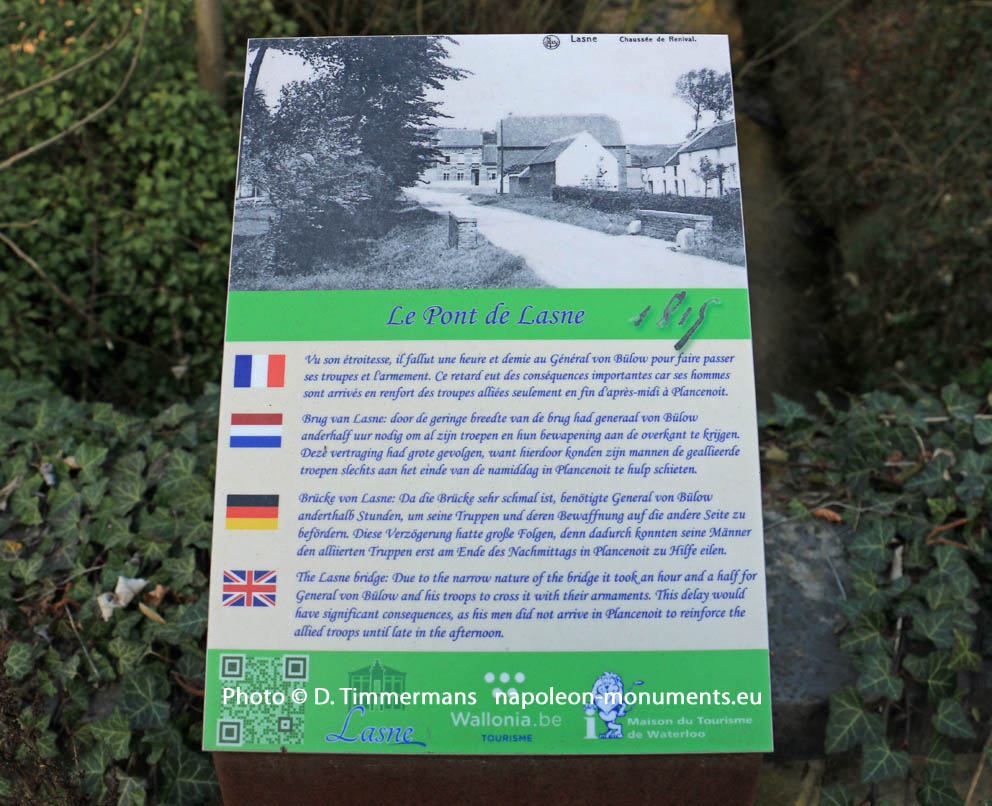 Lasne Chaussée de Renival.
Le Pont de Lasne 1815
Vu son étroitesse, il fallut une heure et demie au Général von Bülow pour faire passer
ses troupes et l'armement. Ce retard eut des conséquences importantes car ses hommes
sont arrivés en renfort des troupes alliées seulement en fin d'après-midi à Plancenoit.
Brug van Lasne: door de geringe breedte van de brug had generaal von Bülow
anderhalf uur nodig om al zijn troepen en hun bewapening aan de overkant te krijgen.
Deze vertraging had grote gevolgen, want hierdoor konden zijn mannen de geallieerde
troepen slechts aan het einde van de namiddag in Plancenoit te hulp schieten.
Brücke von Lasne: Da die Brücke sehr schmal ist, benötigte General von Bülow
anderthalb Stunden, um seine Truppen und deren Bewaffnung auf die andere Seite zu
befördern. Diese Verzögerung hatte große Folgen, denn dadurch konnten seine Männer
den alliierten Truppen erst am Ende des Nachmittags in Plancenoit zu Hilfe eilen.
The Lasne bridge: Due to the narrow nature of the bridge it took an hour and a half for
General von Bülow and his troops to cross it with their armaments. This delay would
have significant consequences, as his men did not arrive in Plancenoit to reinforce the
allied troops until late in the afternoon.
Photo © D. Timmermans napoleon-monuments.eu
Lasne
Wallonia.be
TOURISME
i
Maison du Tourisme
de Waterloo